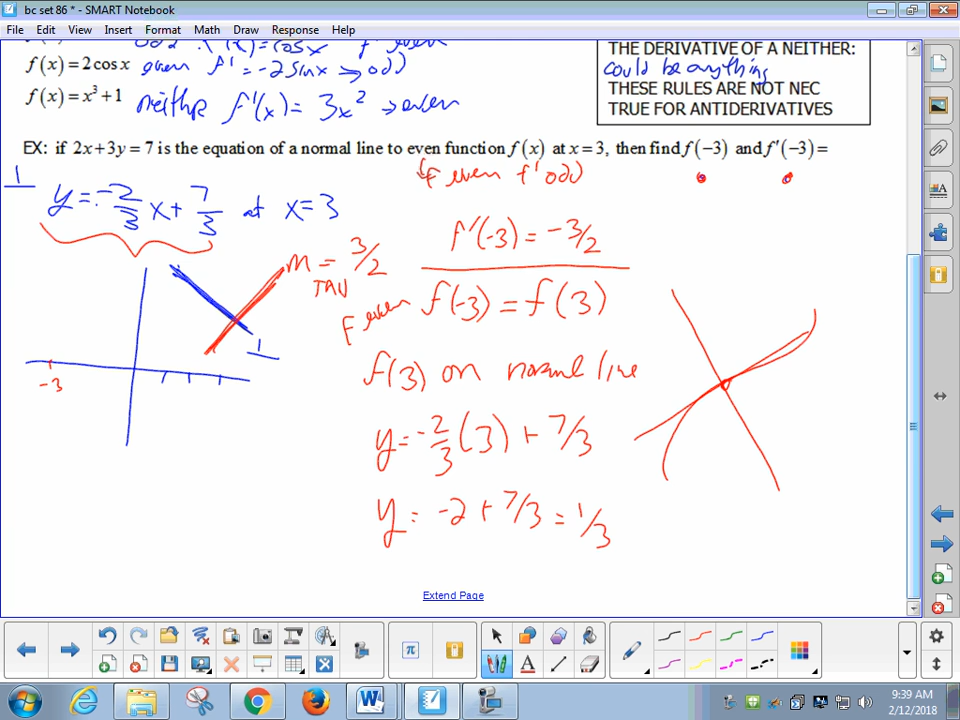 bc set 86 * - SMART Notebook
File Edit View Insert Format Tools Add-ons Response Help
f(x) = 2cos x even f' = -2 sinx → odd
f(x) = x³ + 1 neither f'(x) = 3x² → even
THE DERIVATIVE OF A NEITHER:
could be anything
THESE RULES ARE NOT NEC
TRUE FOR ANTIDERIVATIVES
EX: if 2x+3y = 7 is the equation of a normal line to even function f(x) at x = 3, then find f(-3) and f'(-3) =
f even f' odd
y = -2/3 x + 7/3 at x = 3
f'(-3) = -3/2
m = 3/2
TAN
f even f(-3) = f(3)
-3
f(3) on normal line
y = -2/3 (3) + 7/3
y = -2 + 7/3 = 1/3
Extend Page
9:39 AM
2/12/2018